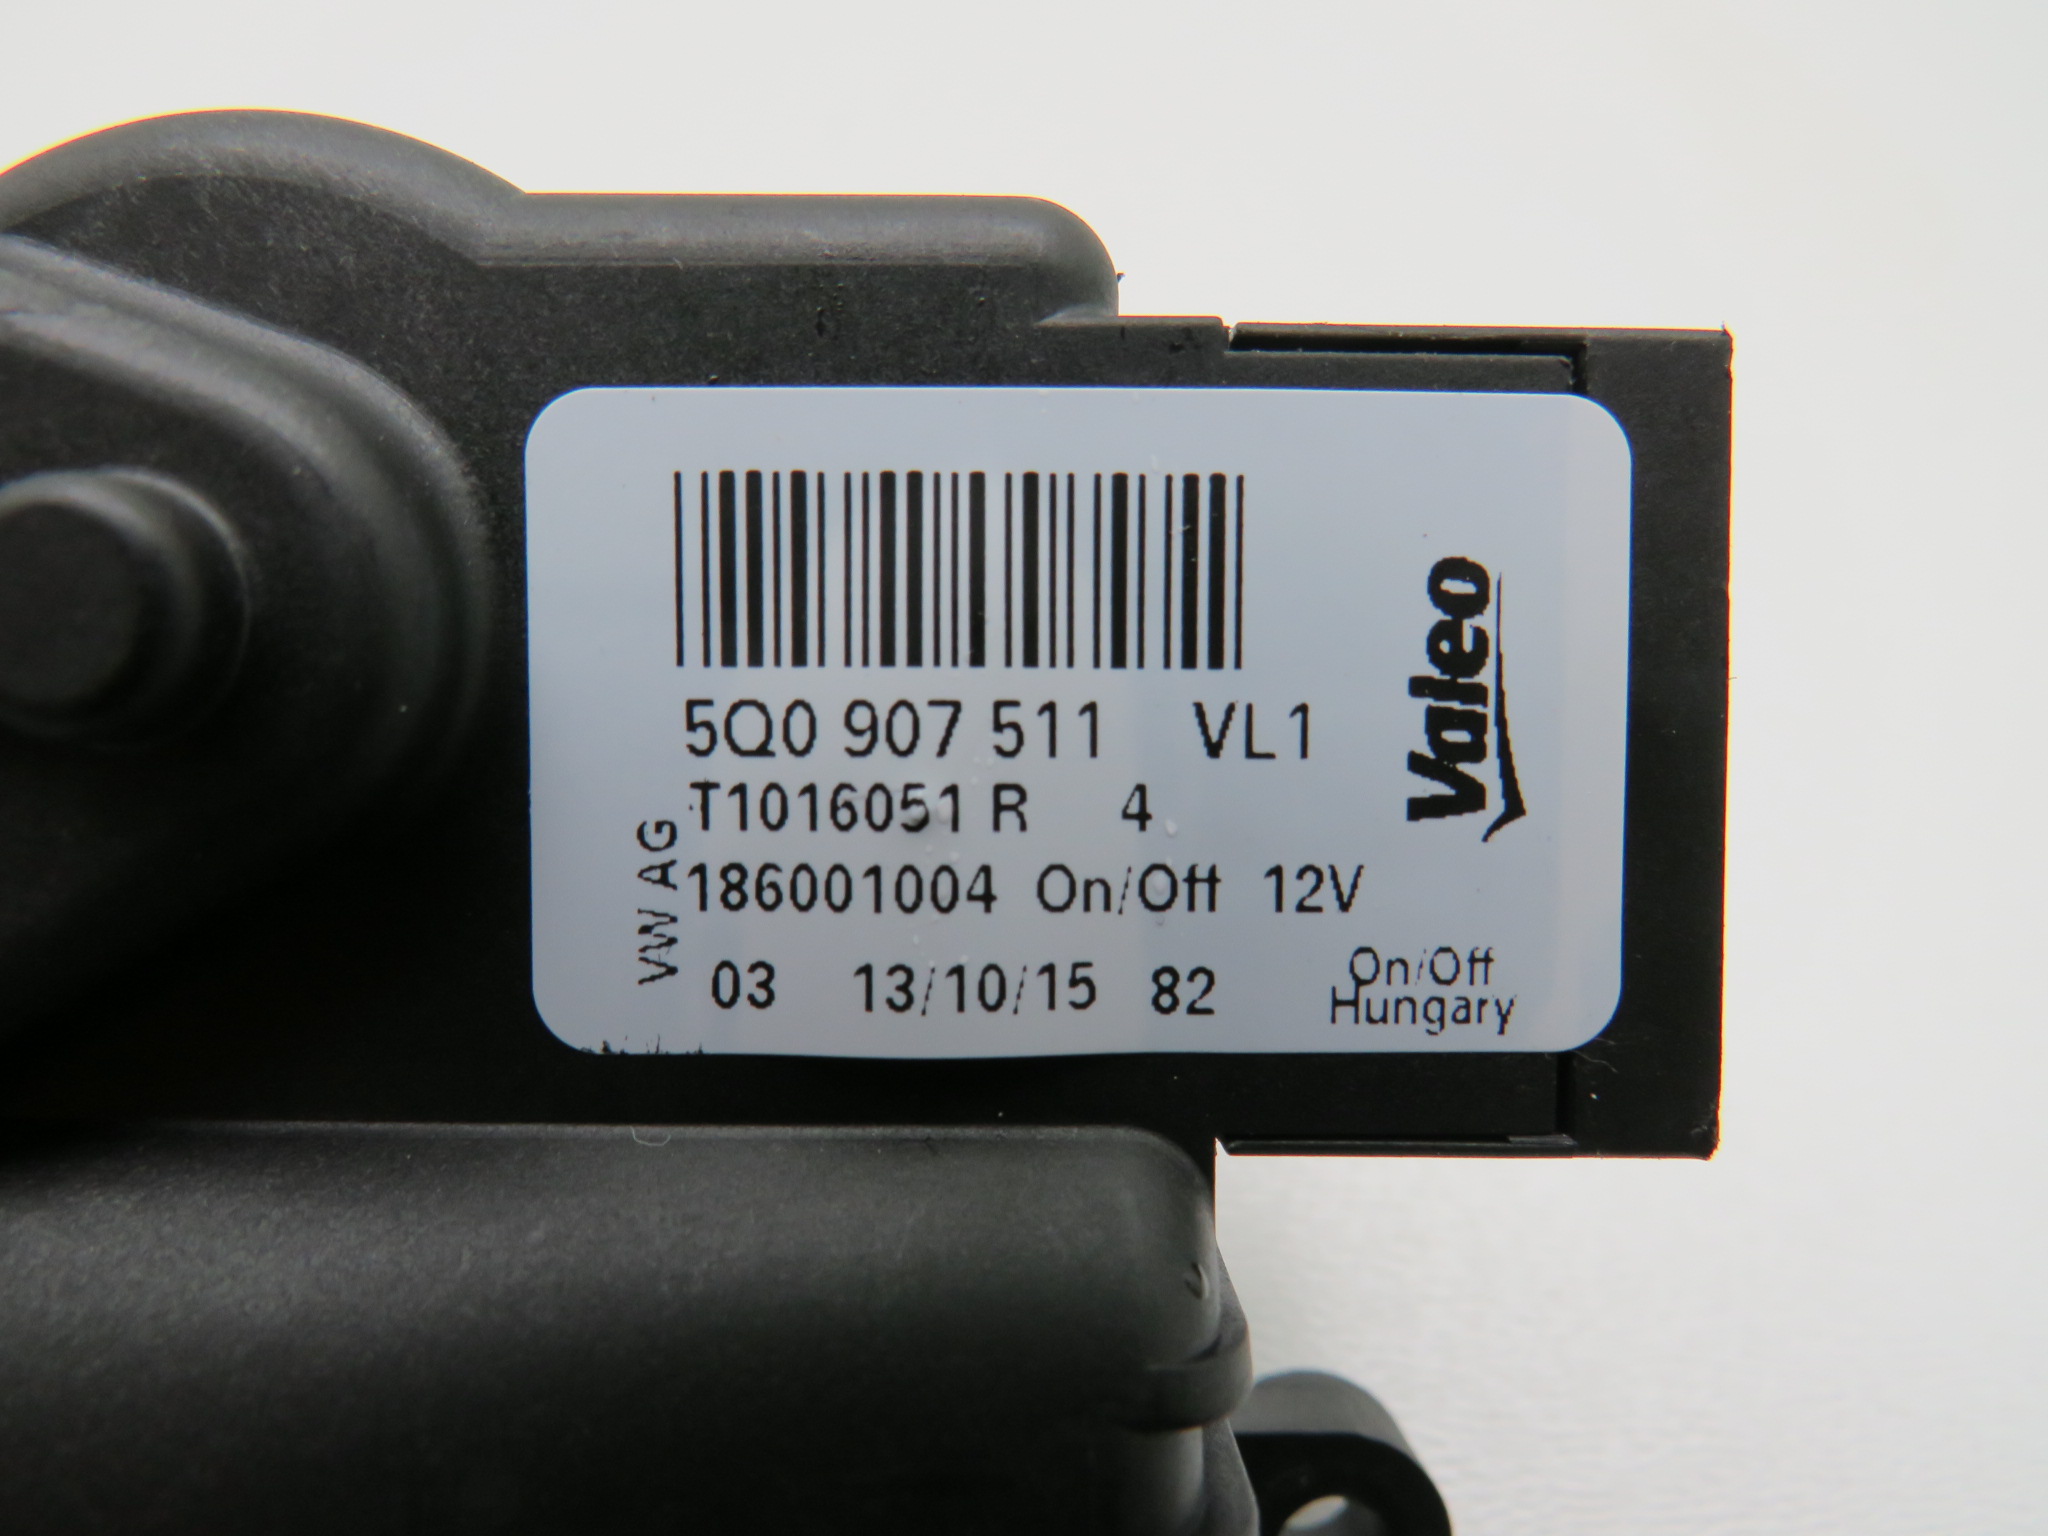 5Q0 907 511 VL1
T1016051 R 4
186001004 On/Off 12V
03 13/10/15 82
On/Off
Hungary
VW AG
Valeo